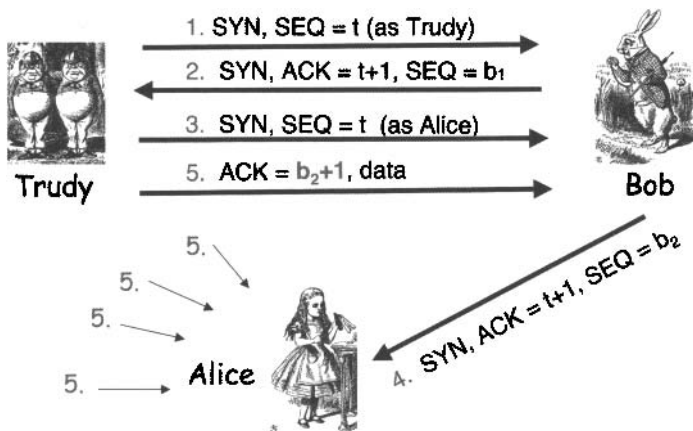 1. SYN, SEQ = t (as Trudy)
2. SYN, ACK = t+1, SEQ = b₁
3. SYN, SEQ = t (as Alice)
5. ACK = b₂+1, data
Trudy
Bob
5.
5.
5.
5.
Alice
4. SYN, ACK = t+1, SEQ = b₂
*